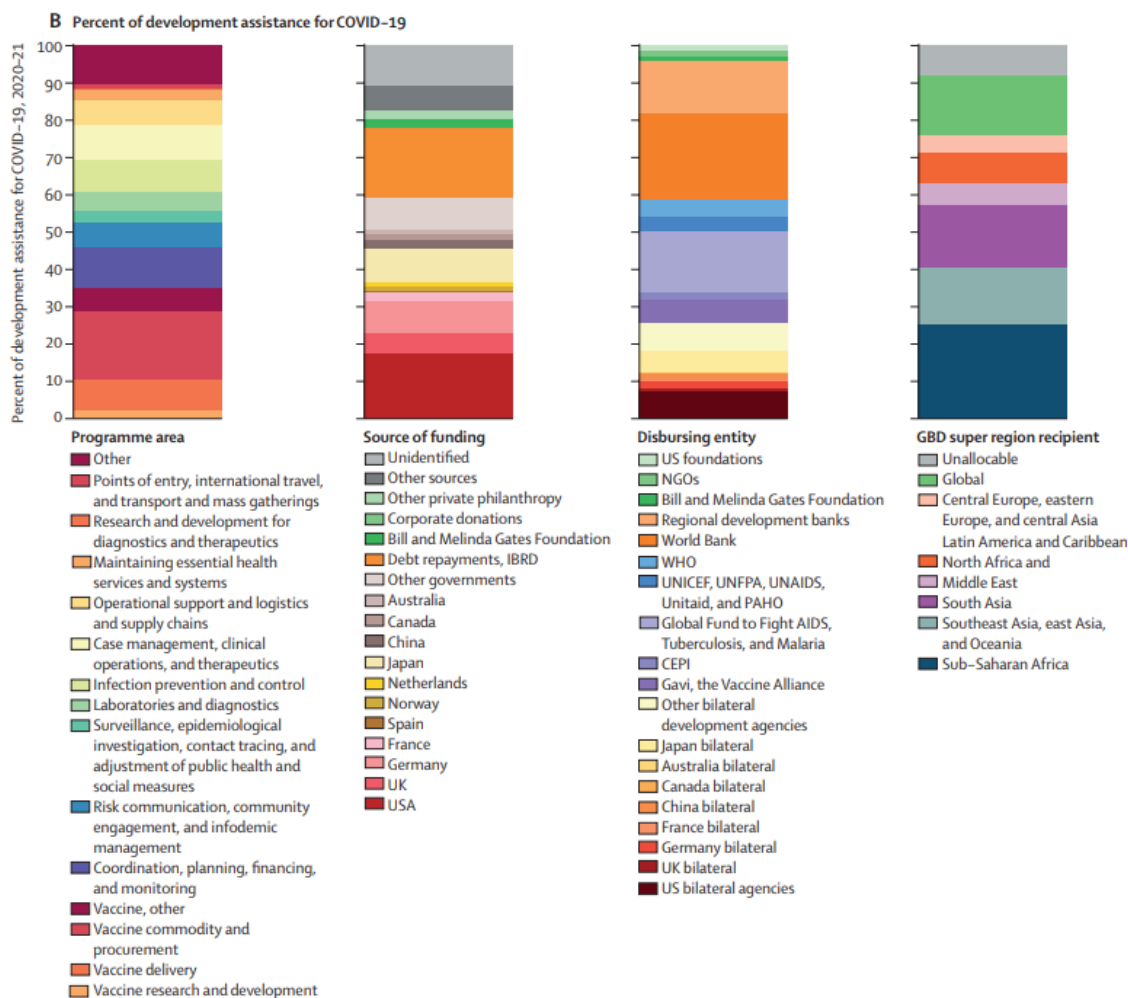 B Percent of development assistance for COVID–19
Percent of development assistance for COVID–19, 2020–21
100
90
80
70
60
50
40
30
20
10
0
Programme area
Other
Points of entry, international travel,
and transport and mass gatherings
Research and development for
diagnostics and therapeutics
Maintaining essential health
services and systems
Operational support and logistics
and supply chains
Case management, clinical
operations, and therapeutics
Infection prevention and control
Laboratories and diagnostics
Surveillance, epidemiological
investigation, contact tracing, and
adjustment of public health and
social measures
Risk communication, community
engagement, and infodemic
management
Coordination, planning, financing,
and monitoring
Vaccine, other
Vaccine commodity and
procurement
Vaccine delivery
Vaccine research and development
Source of funding
Unidentified
Other sources
Other private philanthropy
Corporate donations
Bill and Melinda Gates Foundation
Debt repayments, IBRD
Other governments
Australia
Canada
China
Japan
Netherlands
Norway
Spain
France
Germany
UK
USA
Disbursing entity
US foundations
NGOs
Bill and Melinda Gates Foundation
Regional development banks
World Bank
WHO
UNICEF, UNFPA, UNAIDS,
Unitaid, and PAHO
Global Fund to Fight AIDS,
Tuberculosis, and Malaria
CEPI
Gavi, the Vaccine Alliance
Other bilateral
development agencies
Japan bilateral
Australia bilateral
Canada bilateral
China bilateral
France bilateral
Germany bilateral
UK bilateral
US bilateral agencies
GBD super region recipient
Unallocable
Global
Central Europe, eastern
Europe, and central Asia
Latin America and Caribbean
North Africa and
Middle East
South Asia
Southeast Asia, east Asia,
and Oceania
Sub–Saharan Africa